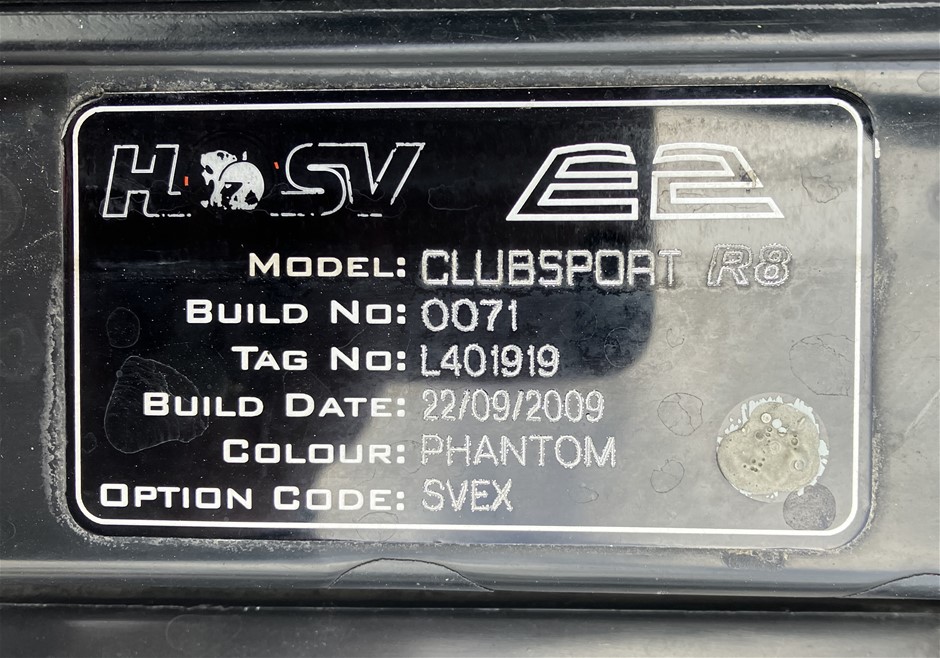 HSV E2
MODEL: CLUBSPORT R8
BUILD NO: 0071
TAG NO: L401919
BUILD DATE: 22/09/2009
COLOUR: PHANTOM
OPTION CODE: SVEX